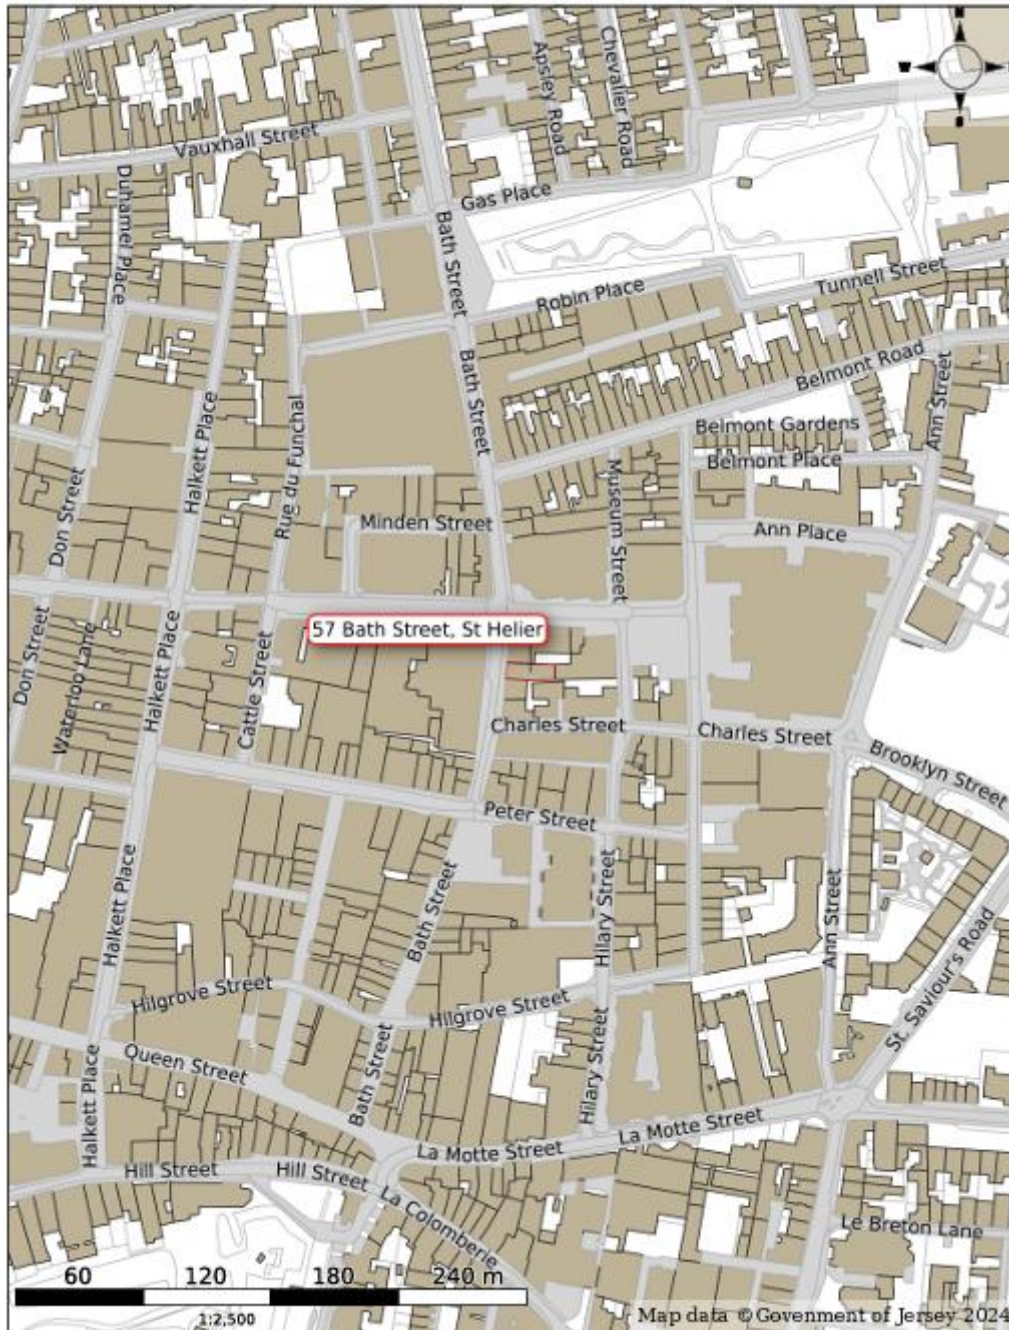 Apsley Road
Chevalier Road
Vauxhall Street
Duhamel Place
Gas Place
Bath Street
Robin Place
Tunnell Street
Bath Street
Belmont Road
Ann Street
Halkett Place
Rue du Funchal
Belmont Gardens
Belmont Place
Museum Street
Don Street
Minden Street
Ann Place
57 Bath Street, St Helier
Don Street
Waterloo Lane
Halkett Place
Cattle Street
Charles Street
Charles Street
Brooklyn Street
Peter Street
Halkett Place
Bath Street
Hilary Street
Ann Street
St. Saviour's Road
Hilgrove Street
Hilgrove Street
Queen Street
Bath Street
Hilary Street
Halkett Place
La Motte Street
La Motte Street
Hill Street
Hill Street
La Colomberie
Le Breton Lane
60 120 180 240 m
1:2,500
Map data © Govenment of Jersey 2024